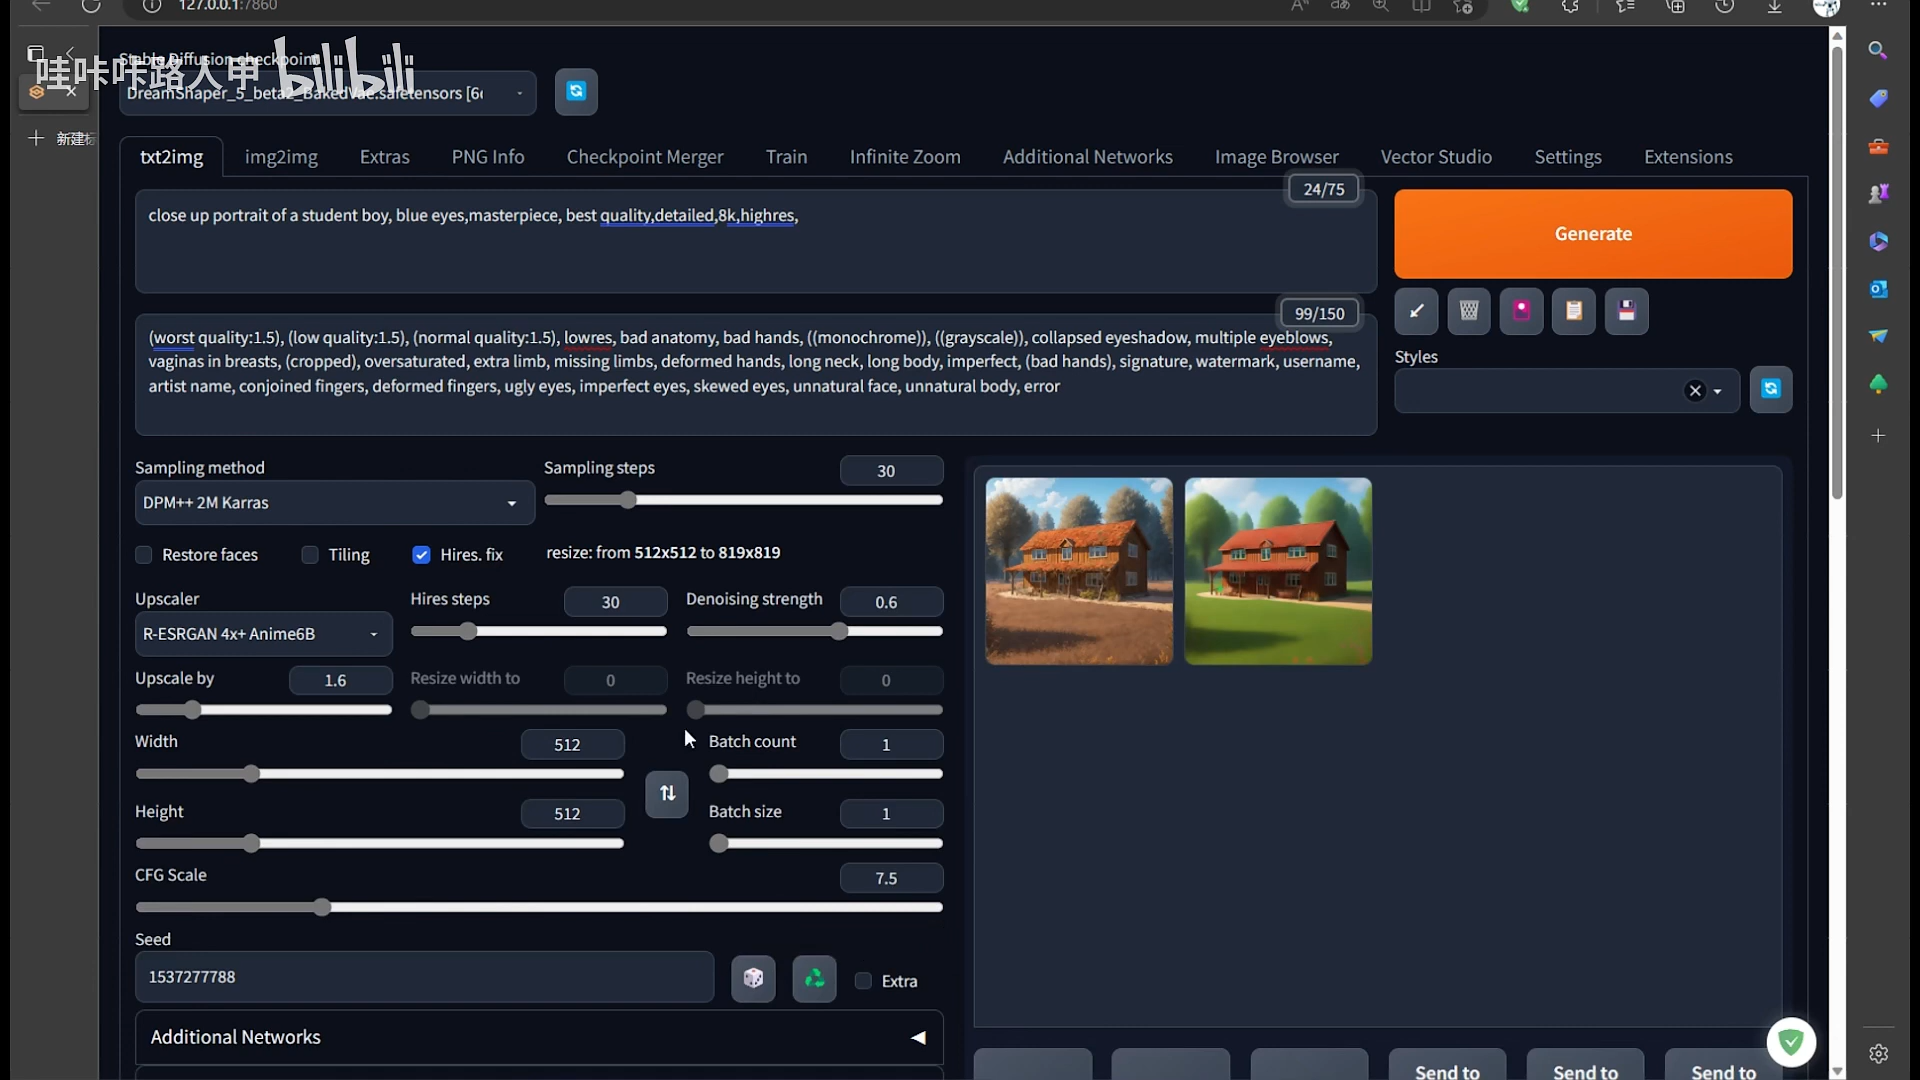 127.0.0.1:7860
Stable Diffusion checkpoint
哇咔咔路人甲 bilibili
DreamShaper_5_beta2_BakedVae.safetensors [6d
新建标
txt2img img2img Extras PNG Info Checkpoint Merger Train Infinite Zoom Additional Networks Image Browser Vector Studio Settings Extensions
24/75
close up portrait of a student boy, blue eyes,masterpiece, best quality,detailed,8k,highres,
Generate
99/150
(worst quality:1.5), (low quality:1.5), (normal quality:1.5), lowres, bad anatomy, bad hands, ((monochrome)), ((grayscale)), collapsed eyeshadow, multiple eyeblows,
vaginas in breasts, (cropped), oversaturated, extra limb, missing limbs, deformed hands, long neck, long body, imperfect, (bad hands), signature, watermark, username,
artist name, conjoined fingers, deformed fingers, ugly eyes, imperfect eyes, skewed eyes, unnatural face, unnatural body, error
Styles
Sampling method
DPM++ 2M Karras
Sampling steps 30
Restore faces Tiling Hires. fix resize: from 512x512 to 819x819
Upscaler
R-ESRGAN 4x+ Anime6B
Hires steps 30
Denoising strength 0.6
Upscale by 1.6
Resize width to 0
Resize height to 0
Width 512
Batch count 1
Height 512
Batch size 1
CFG Scale 7.5
Seed
1537277788
Extra
Additional Networks
Send to Send to Send to